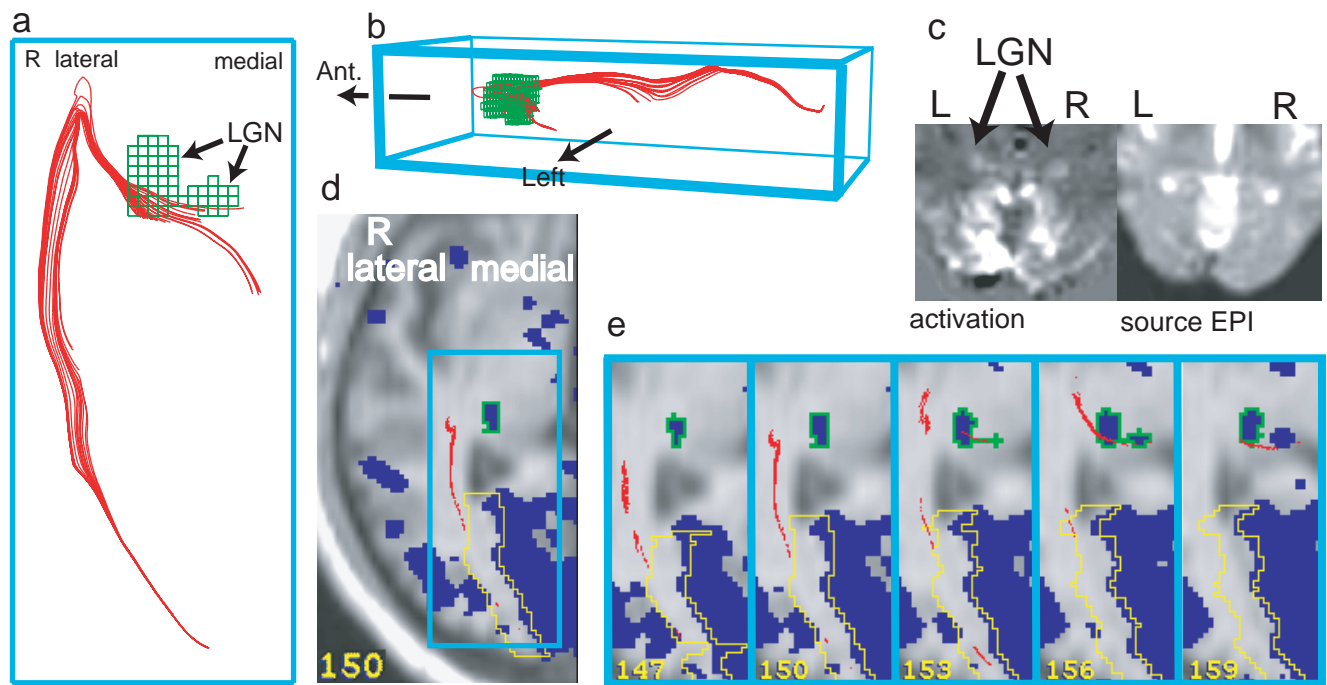 a
R lateral
medial
LGN
b
Ant.
Left
c
LGN
L
R
L
R
activation
source EPI
d
R
lateral medial
150
e
147
150
153
156
159